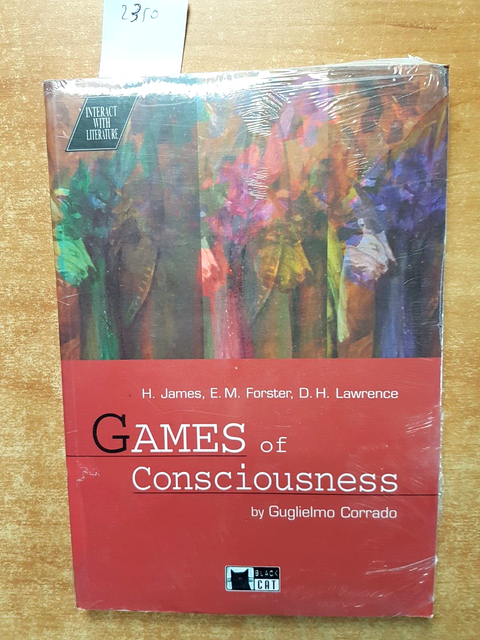 2350
INTERACT
WITH
LITERATURE
H. James, E.M. Forster, D.H. Lawrence
GAMES of
Consciousness
by Guglielmo Corrado
BLACK
CAT